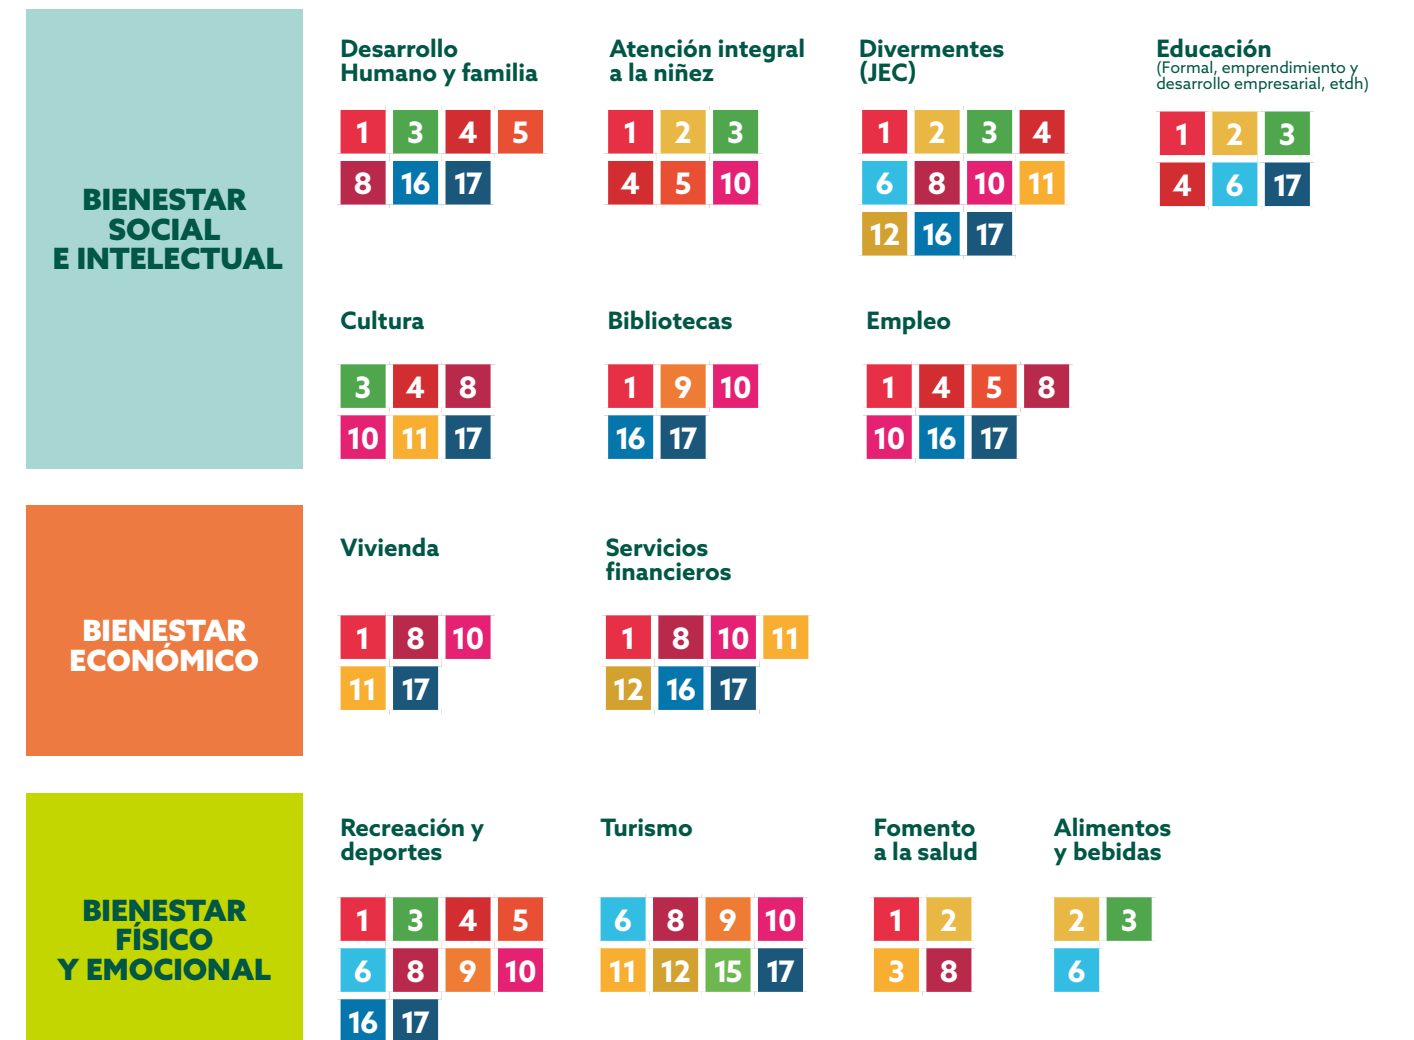 BIENESTAR
SOCIAL
E INTELECTUAL
Desarrollo
Humano y familia
1 3 4 5
8 16 17
Atención integral
a la niñez
1 2 3
4 5 10
Divermentes
(JEC)
1 2 3 4
6 8 10 11
12 16 17
Educación
(Formal, emprendimiento y
desarrollo empresarial, etdh)
1 2 3
4 6 17
Cultura
3 4 8
10 11 17
Bibliotecas
1 9 10
16 17
Empleo
1 4 5 8
10 16 17
BIENESTAR
ECONÓMICO
Vivienda
1 8 10
11 17
Servicios
financieros
1 8 10 11
12 16 17
BIENESTAR
FÍSICO
Y EMOCIONAL
Recreación y
deportes
1 3 4 5
6 8 9 10
16 17
Turismo
6 8 9 10
11 12 15 17
Fomento
a la salud
1 2
3 8
Alimentos
y bebidas
2 3
6